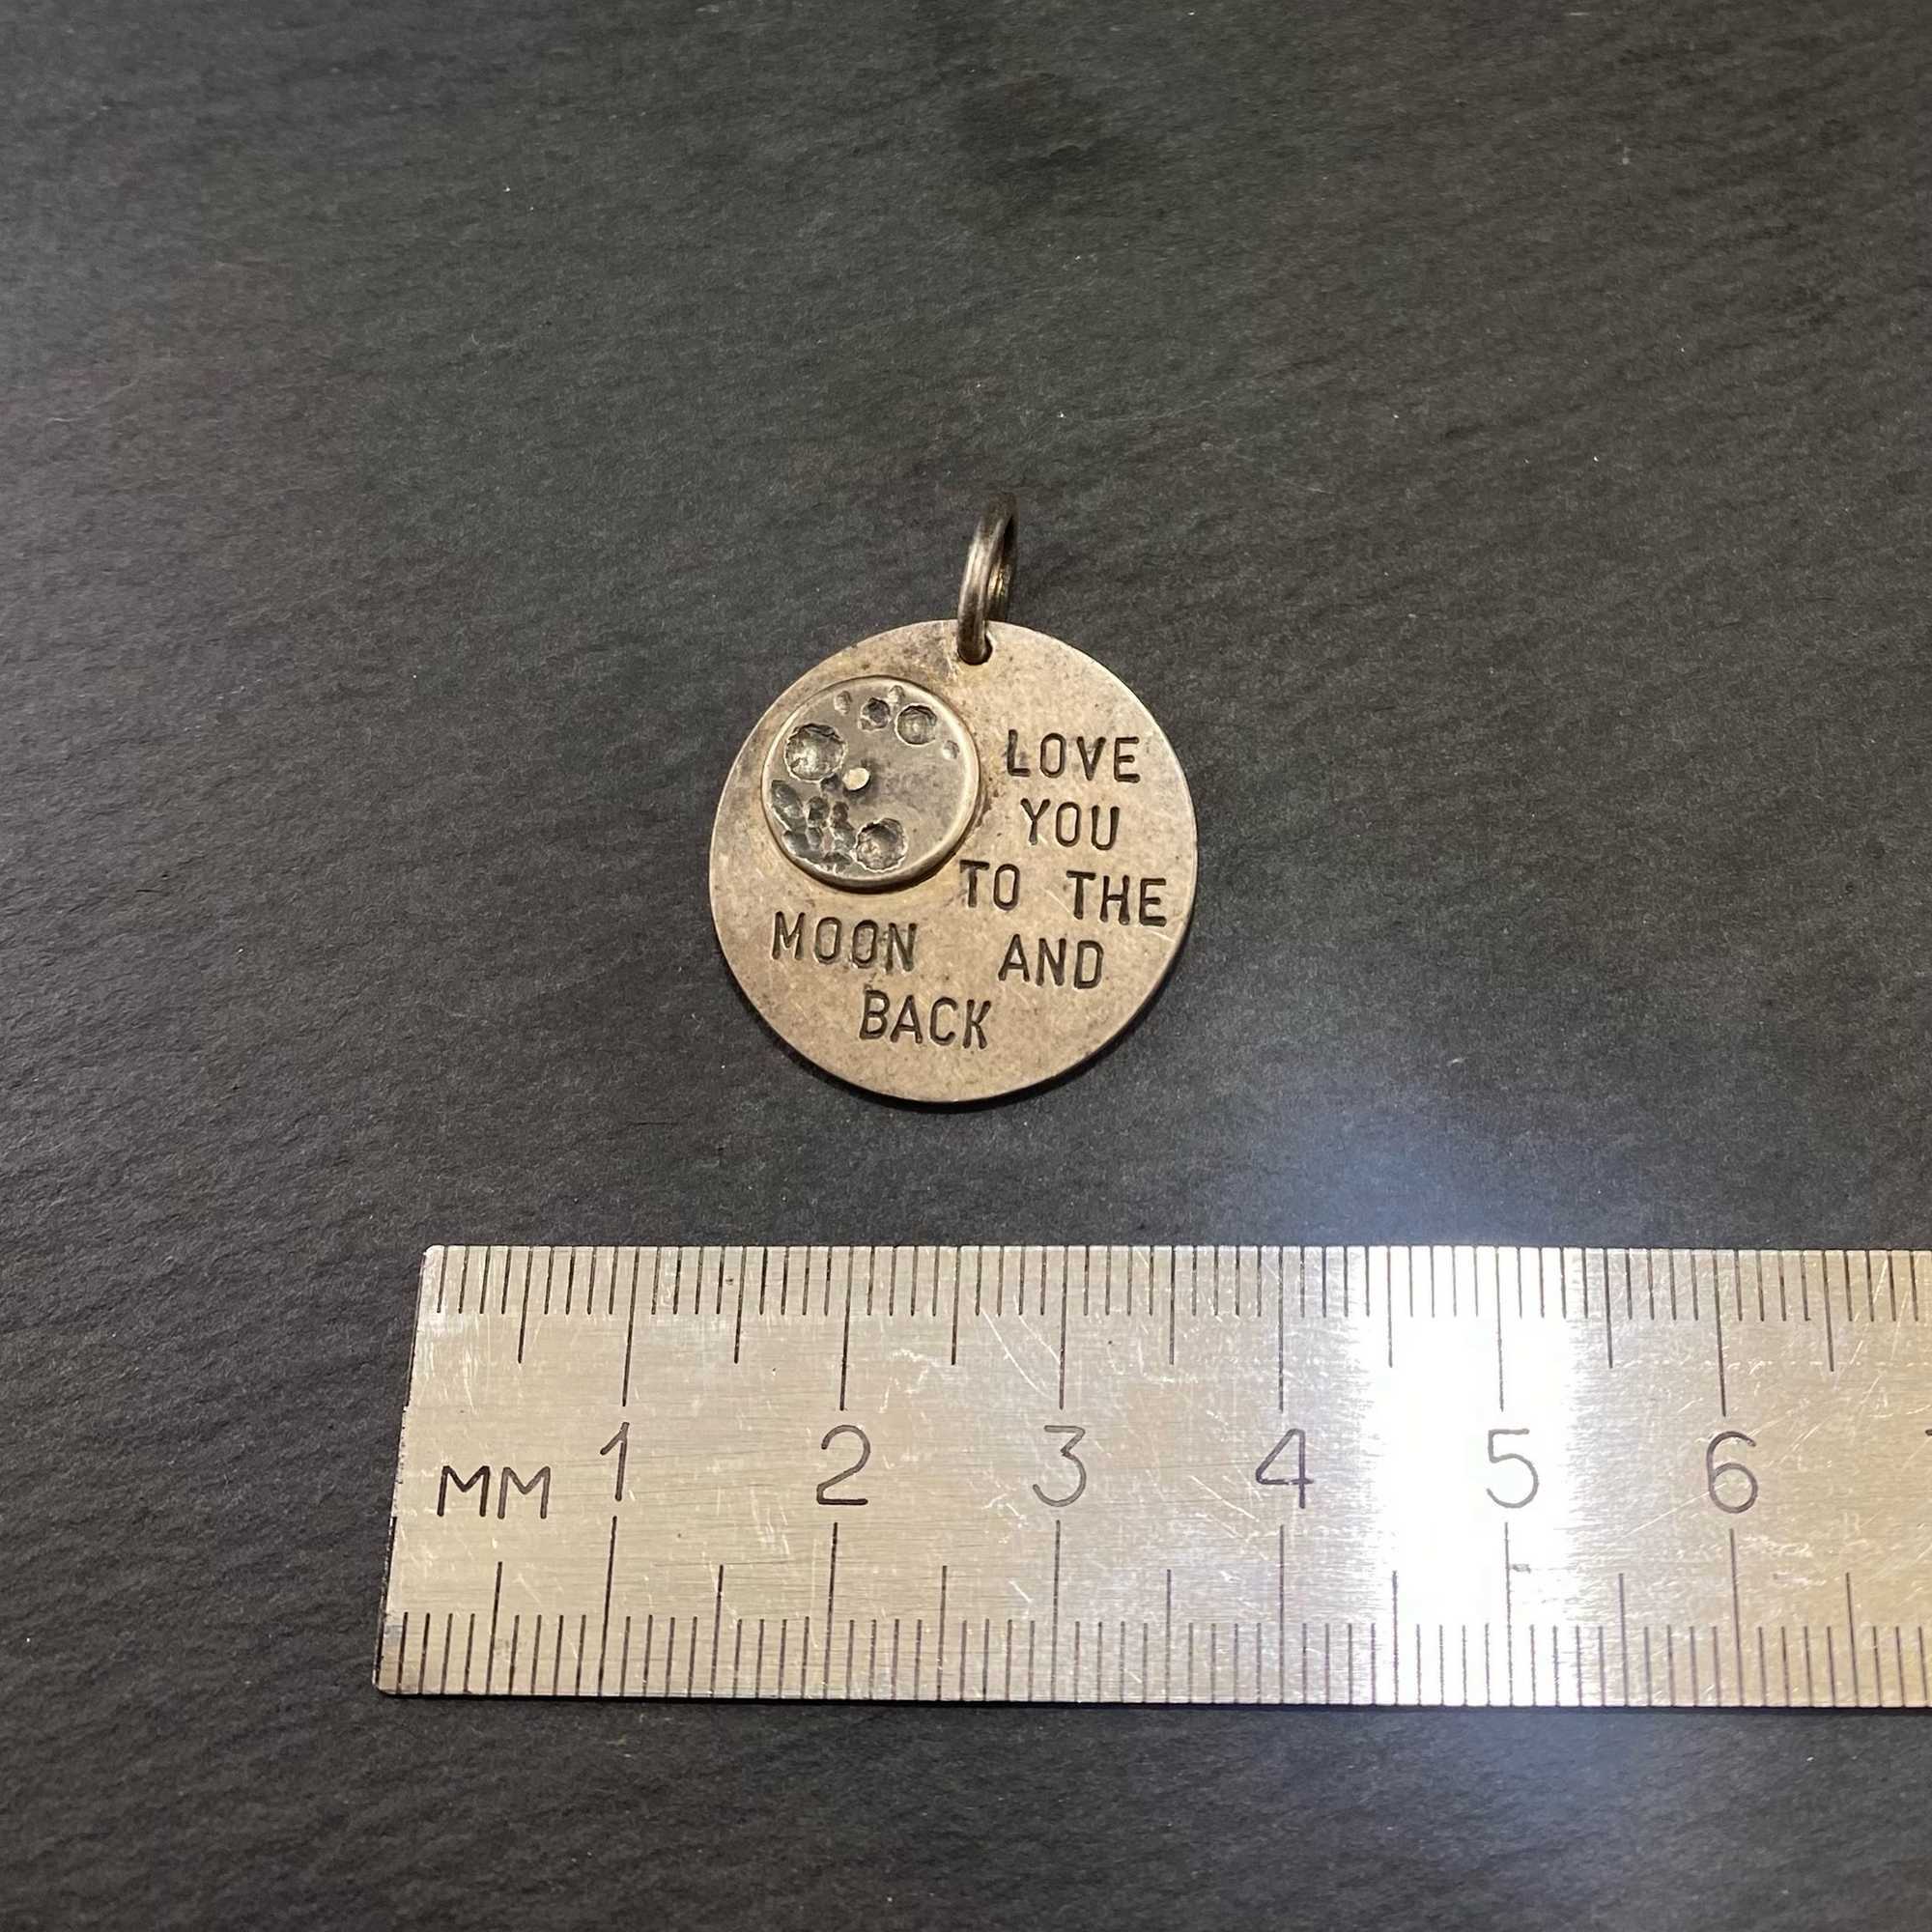 LOVE
YOU
TO THE
MOON AND
BACK
MM 1 2 3 4 5 6